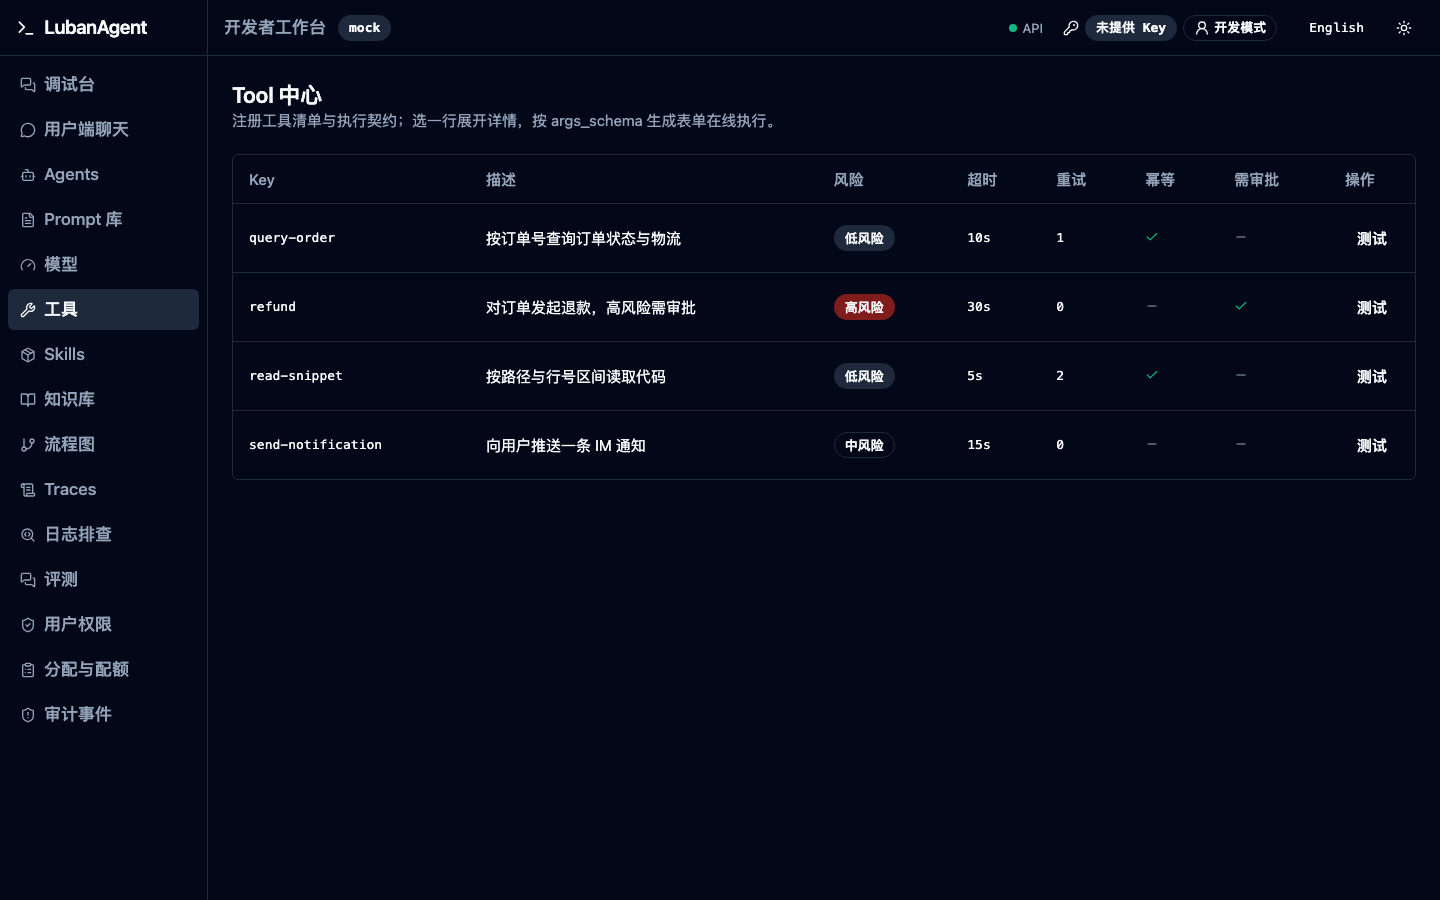 LubanAgent
开发者工作台 mock
API 未提供 Key 开发模式 English
调试台
用户端聊天
Agents
Prompt 库
模型
工具
Skills
知识库
流程图
Traces
日志排查
评测
用户权限
分配与配额
审计事件
Tool 中心
注册工具清单与执行契约；选一行展开详情，按 args_schema 生成表单在线执行。
Key 描述 风险 超时 重试 幂等 需审批 操作
query-order 按订单号查询订单状态与物流 低风险 10s 1 ✓ — 测试
refund 对订单发起退款，高风险需审批 高风险 30s 0 — ✓ 测试
read-snippet 按路径与行号区间读取代码 低风险 5s 2 ✓ — 测试
send-notification 向用户推送一条 IM 通知 中风险 15s 0 — — 测试